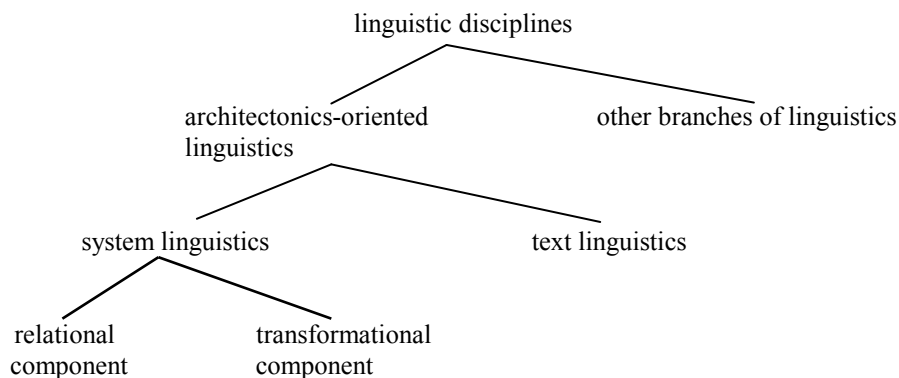 linguistic disciplines
architectonics-oriented
linguistics
other branches of linguistics
system linguistics
text linguistics
relational
component
transformational
component